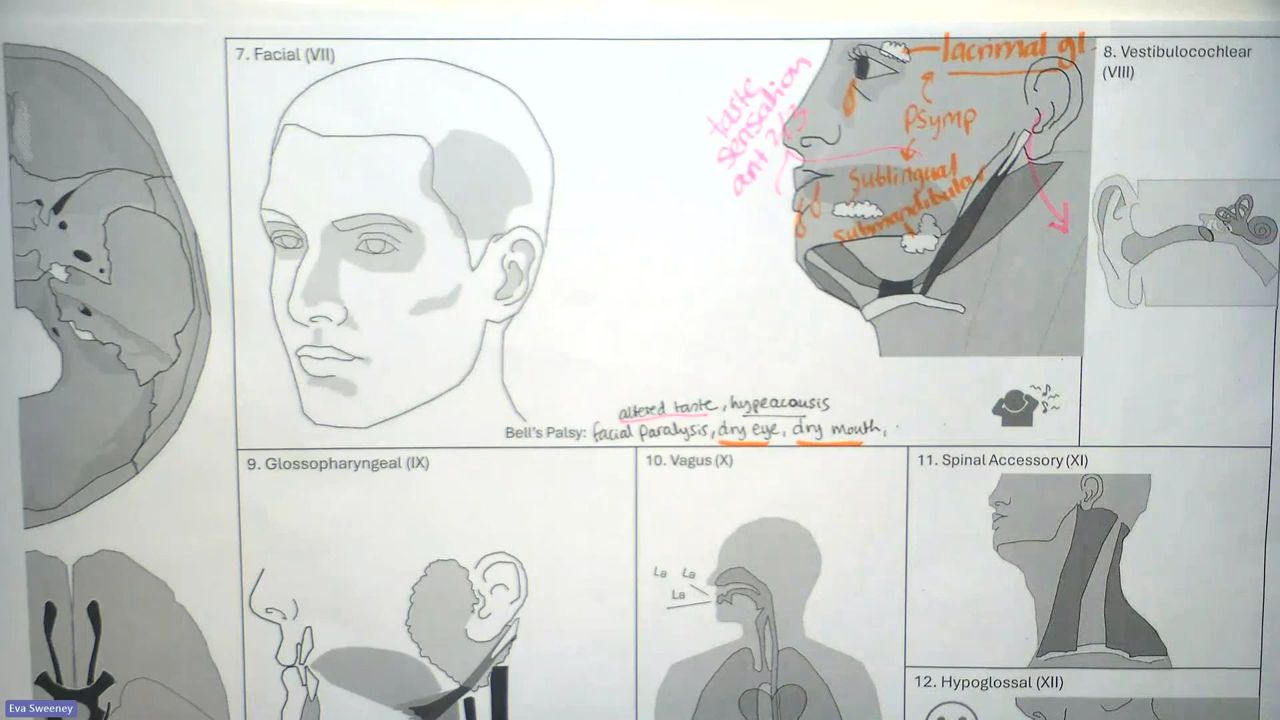 7. Facial (VII)
lacrimal gl
8. Vestibulocochlear
(VIII)
taste
sensation
ant 2/3
Psymp
Sublingual
submandibular
altered taste, hypeacousis
Bell's Palsy: facial paralysis, dry eye, dry mouth,
9. Glossopharyngeal (IX)
10. Vagus (X)
11. Spinal Accessory (XI)
La La
La
12. Hypoglossal (XII)
Eva Sweeney